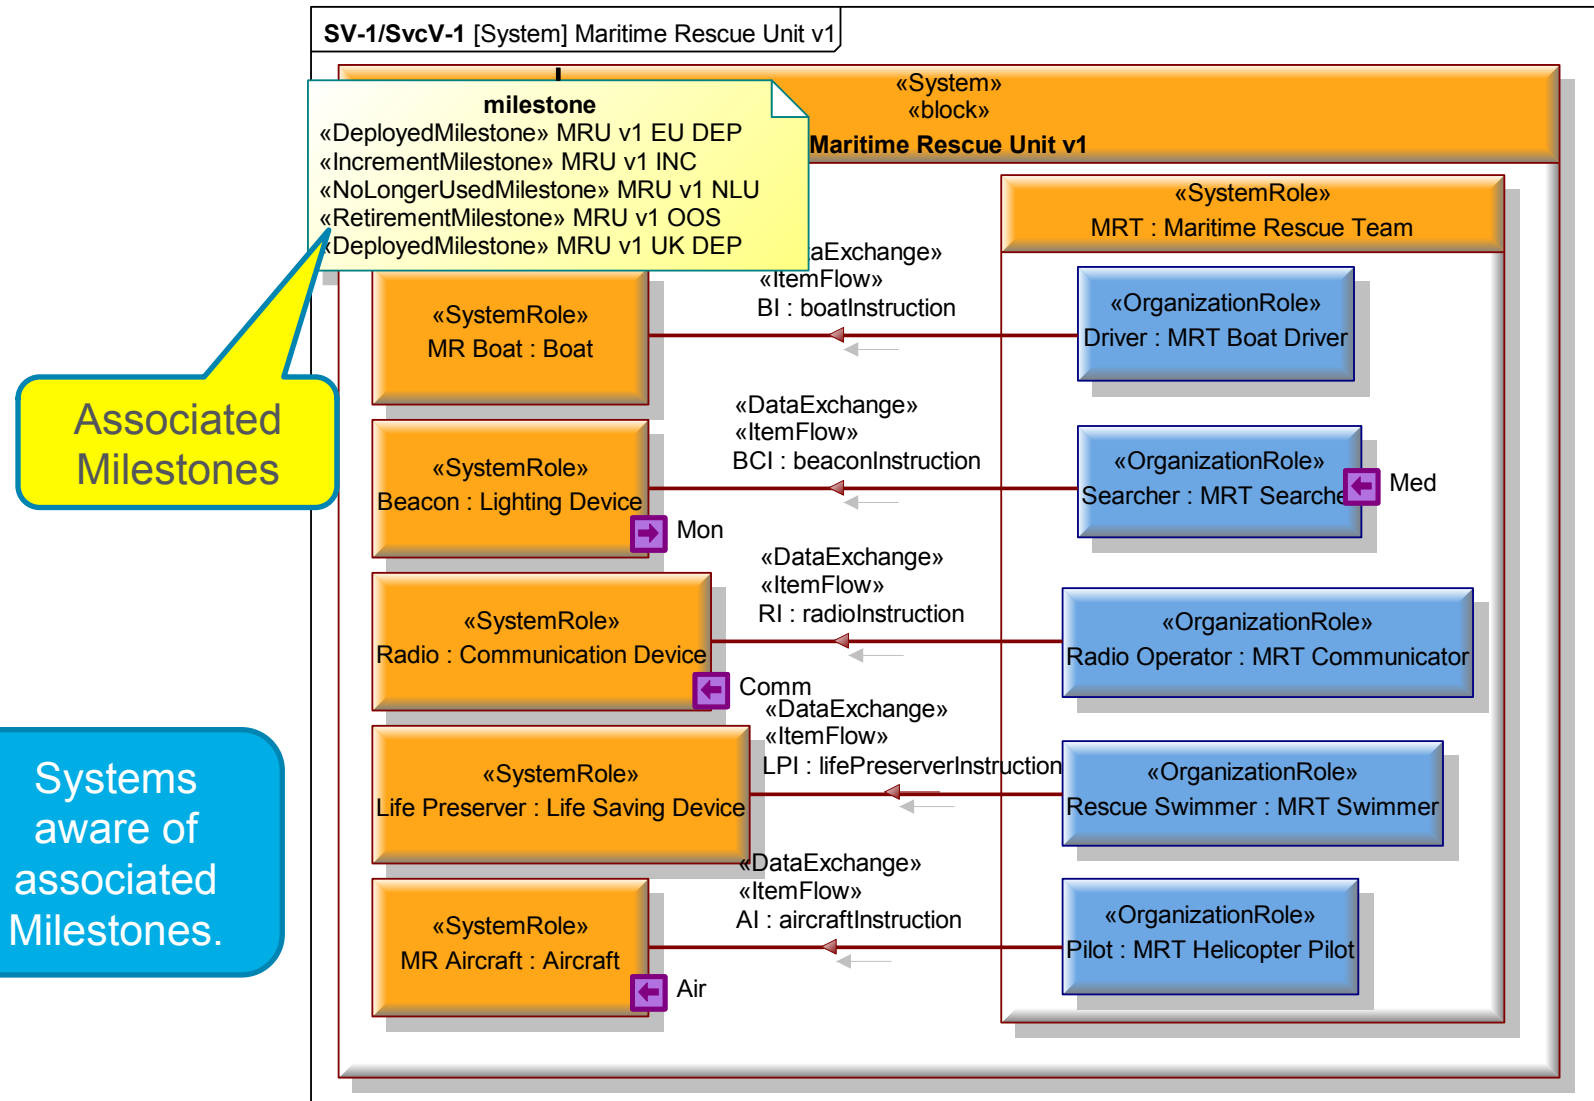 SV-1/SvcV-1 [System] Maritime Rescue Unit v1
«System»
«block»
Maritime Rescue Unit v1
milestone
«DeployedMilestone» MRU v1 EU DEP
«IncrementMilestone» MRU v1 INC
«NoLongerUsedMilestone» MRU v1 NLU
«RetirementMilestone» MRU v1 OOS
«DeployedMilestone» MRU v1 UK DEP
Associated
Milestones
Systems
aware of
associated
Milestones.
«SystemRole»
MRT : Maritime Rescue Team
«SystemRole»
MR Boat : Boat
aExchange»
«ItemFlow»
BI : boatInstruction
«OrganizationRole»
Driver : MRT Boat Driver
«SystemRole»
Beacon : Lighting Device
Mon
«DataExchange»
«ItemFlow»
BCI : beaconInstruction
«OrganizationRole»
Searcher : MRT Searche
Med
«SystemRole»
Radio : Communication Device
Comm
«DataExchange»
«ItemFlow»
RI : radioInstruction
«OrganizationRole»
Radio Operator : MRT Communicator
«SystemRole»
Life Preserver : Life Saving Device
«DataExchange»
«ItemFlow»
LPI : lifePreserverInstruction
«OrganizationRole»
Rescue Swimmer : MRT Swimmer
«SystemRole»
MR Aircraft : Aircraft
Air
«DataExchange»
«ItemFlow»
AI : aircraftInstruction
«OrganizationRole»
Pilot : MRT Helicopter Pilot